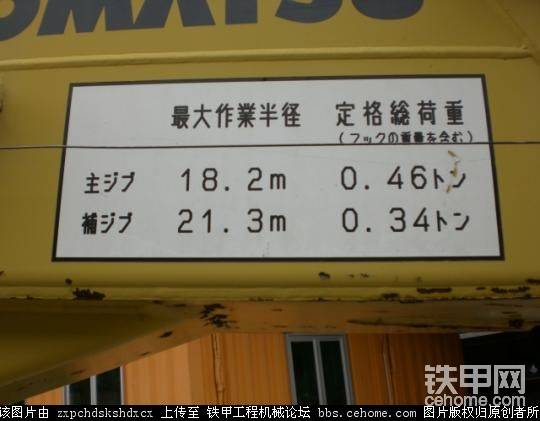 KOMATSU
最大作業半径 定格総荷重
(フックの重量を含む)
主ジブ 18.2m 0.46トン
補ジブ 21.3m 0.34トン
铁甲网
cehome.com
该图片由 zxpchdskshdxcx 上传至 铁甲工程机械论坛 bbs.cehome.com 图片版权归原创者所